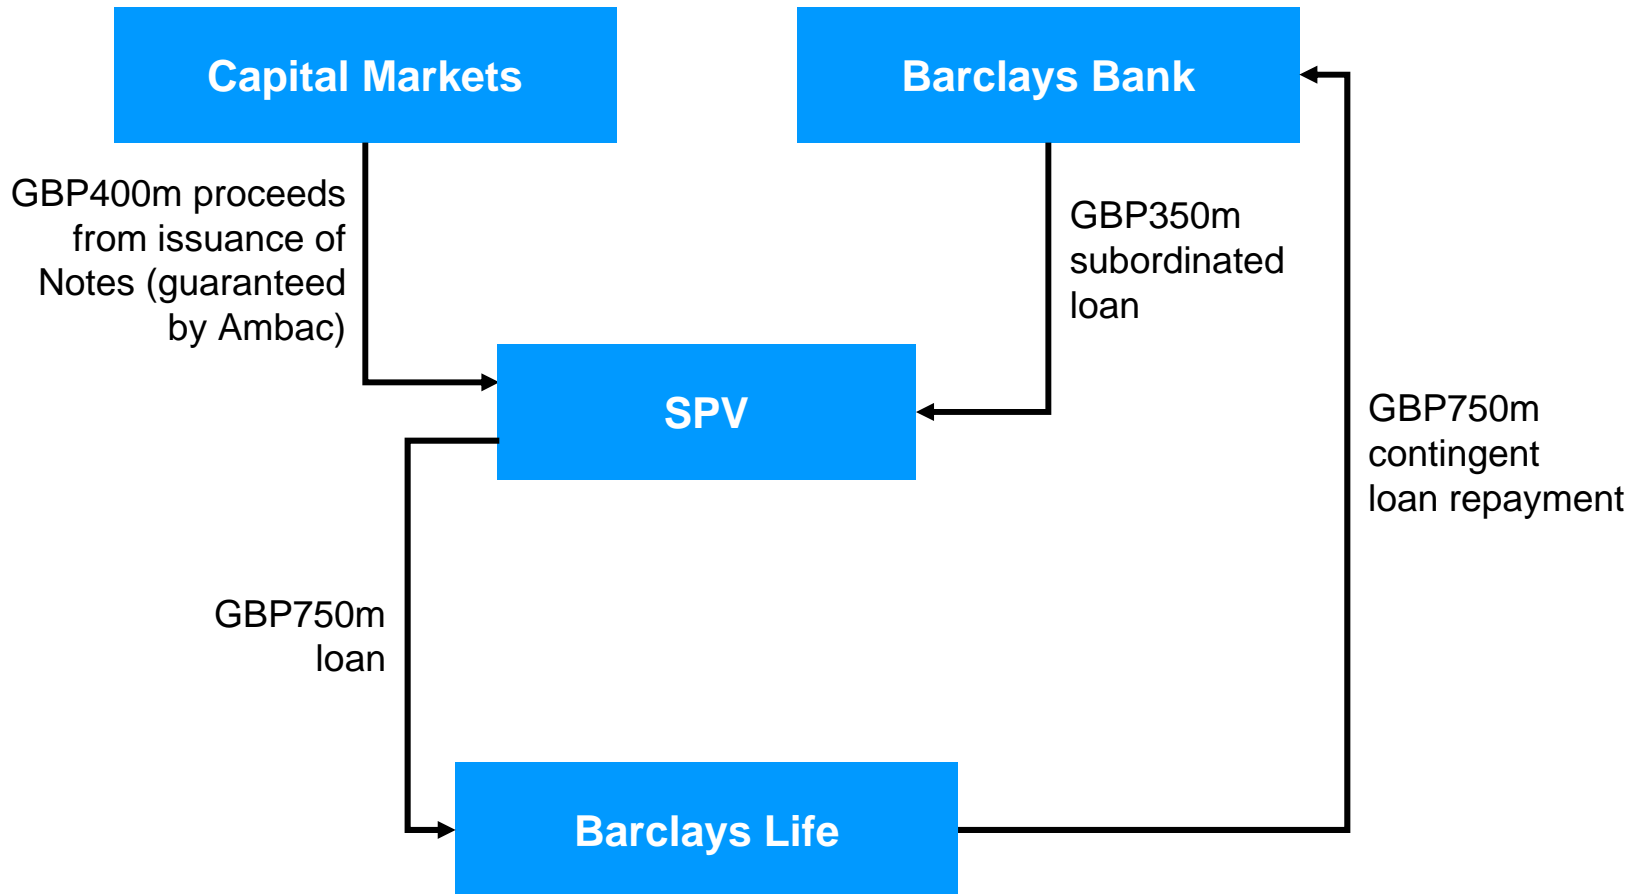 Capital Markets
Barclays Bank
GBP400m proceeds
from issuance of
Notes (guaranteed
by Ambac)
GBP350m
subordinated
loan
SPV
GBP750m
contingent
loan repayment
GBP750m
loan
Barclays Life